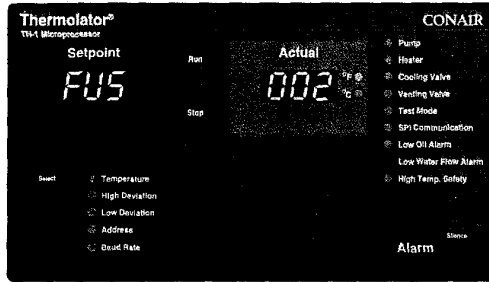 Thermolator®
TH-1 Microprocessor
CONAIR
Setpoint
FUS
Run
Stop
Actual
002
°F
°C
Pump
Heater
Cooling Valve
Venting Valve
Test Mode
SPI Communication
Low Oil Alarm
Low Water Flow Alarm
High Temp. Safety
Select
Temperature
High Deviation
Low Deviation
Address
Baud Rate
Silence
Alarm